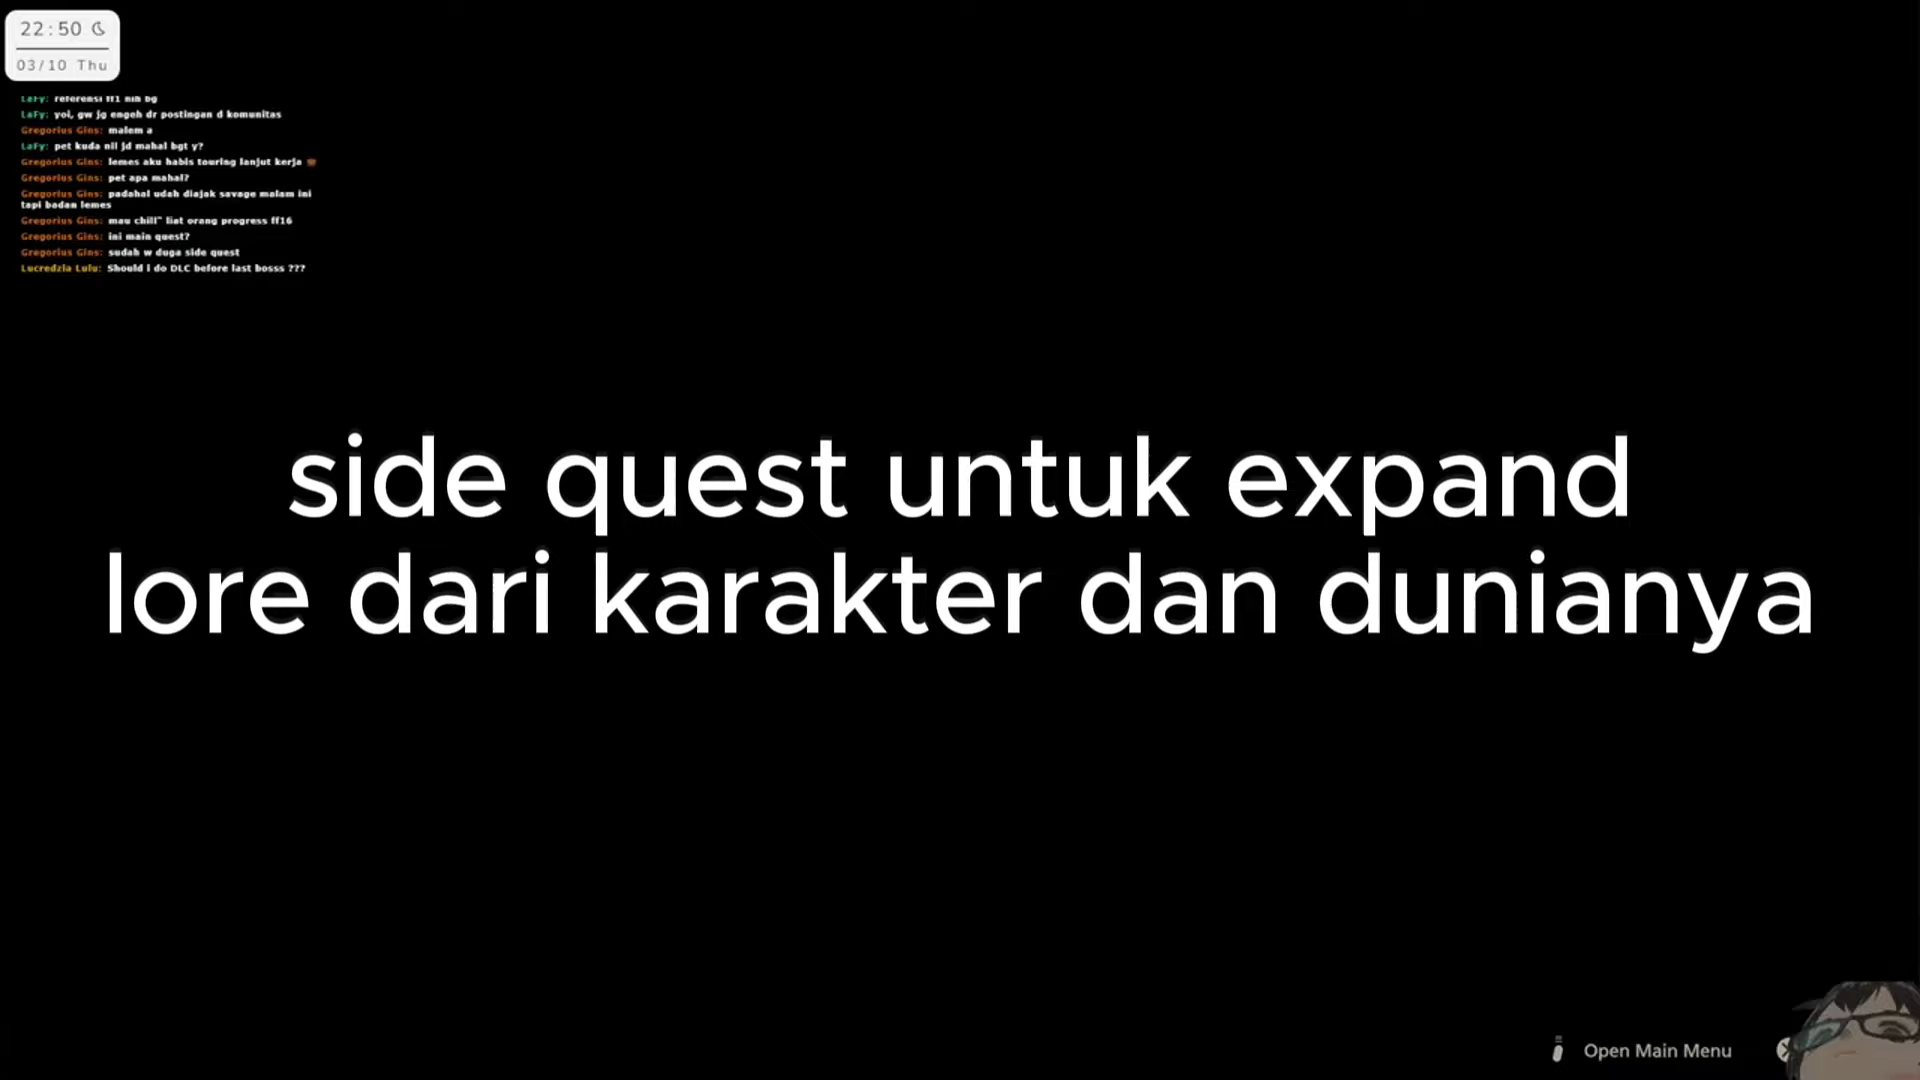 22:50
03/10 Thu
LaFy: referensi ff1 nih bg
LaFy: yoi, gw jg engeh dr postingan d komunitas
Gregorius Gins: malem a
LaFy: pet kuda nil jd mahal bgt y?
Gregorius Gins: lemes aku habis touring lanjut kerja
Gregorius Gins: pet apa mahal?
Gregorius Gins: padahal udah diajak savage malam ini
tapi badan lemes
Gregorius Gins: mau chill" liat orang progress ff16
Gregorius Gins: ini main quest?
Gregorius Gins: sudah w duga side quest
Lucredzia Lulu: Should i do DLC before last bosss ???
side quest untuk expand
lore dari karakter dan dunianya
Open Main Menu